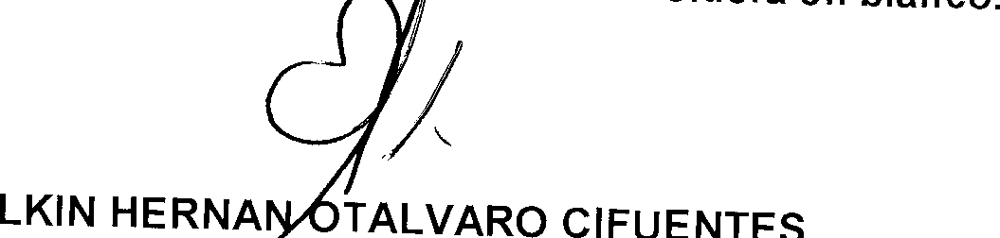 en blanco.
LKIN HERNAN OTALVARO CIFUENTES